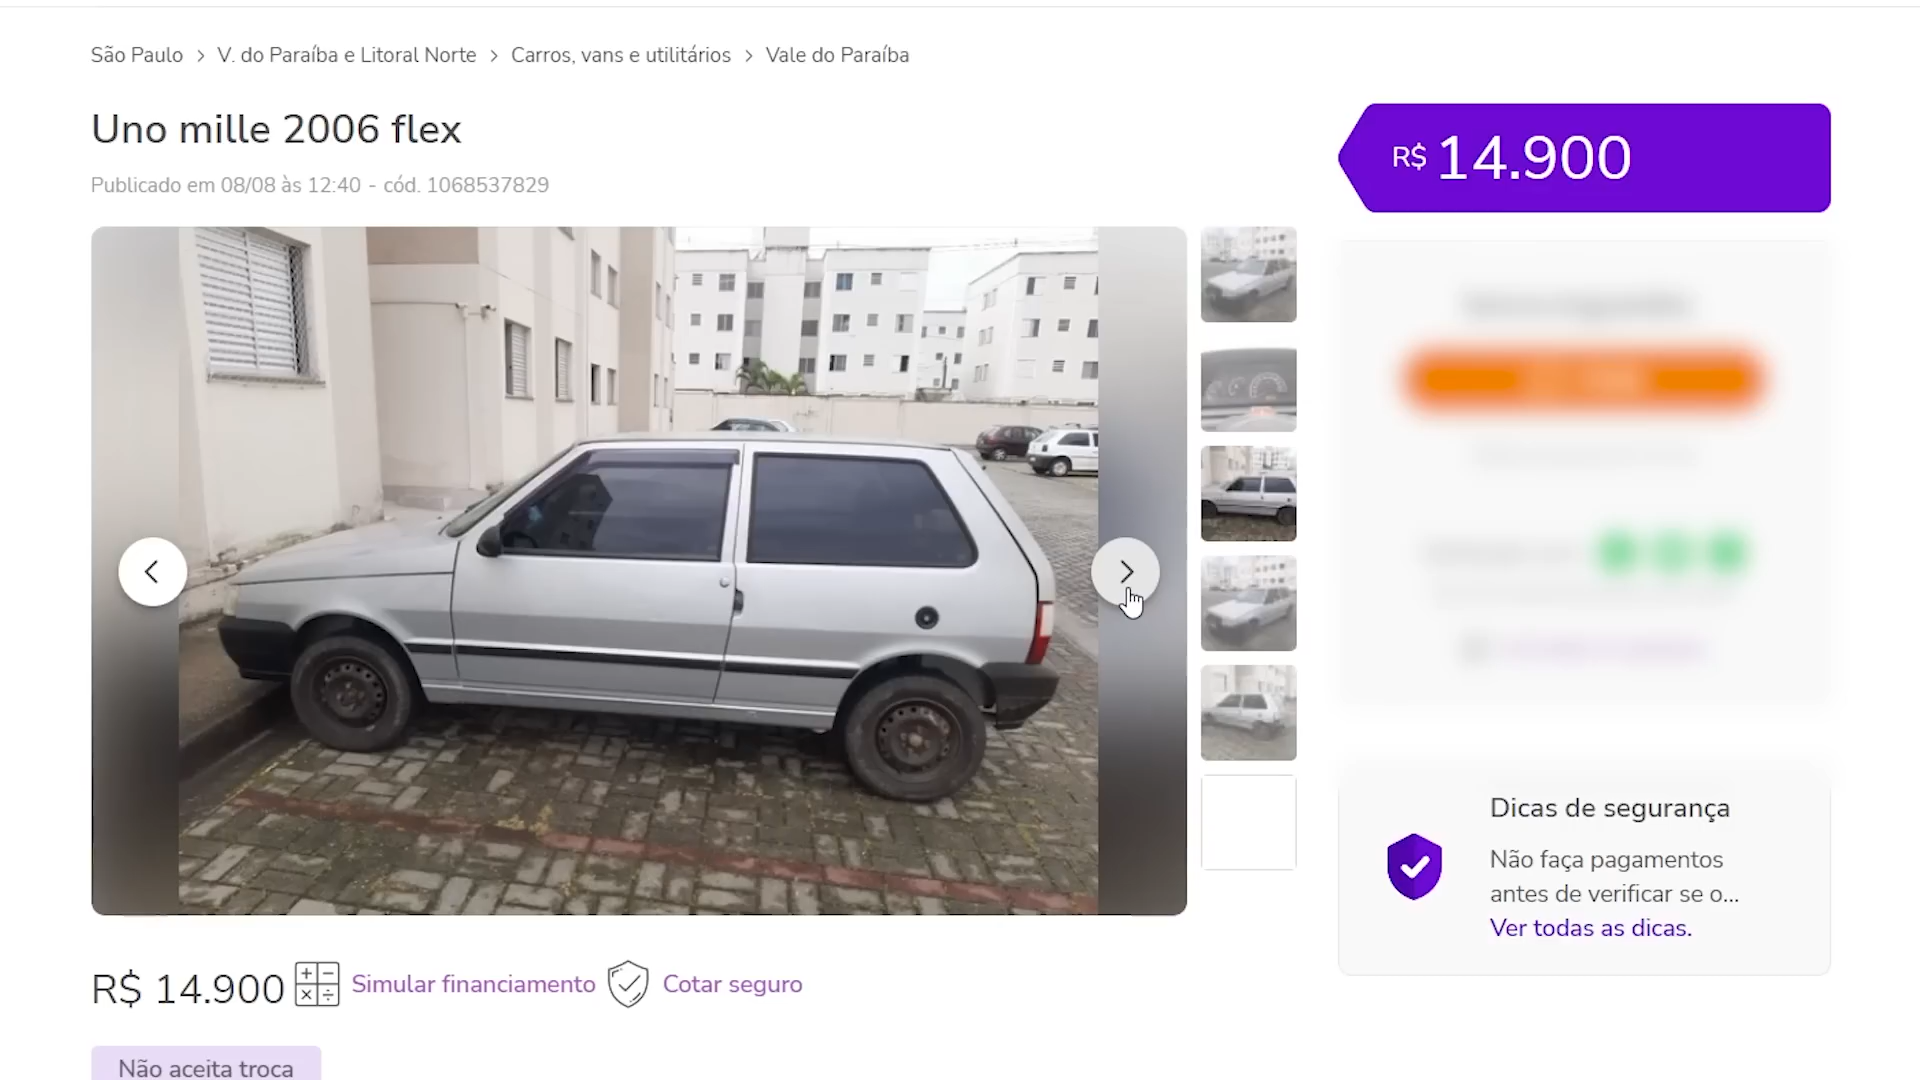 São Paulo > V. do Paraíba e Litoral Norte > Carros, vans e utilitários > Vale do Paraíba
Uno mille 2006 flex
Publicado em 08/08 às 12:40 - cód. 1068537829
R$ 14.900
R$ 14.900
Simular financiamento
Cotar seguro
Não aceita troca
Dicas de segurança
Não faça pagamentos
antes de verificar se o...
Ver todas as dicas.